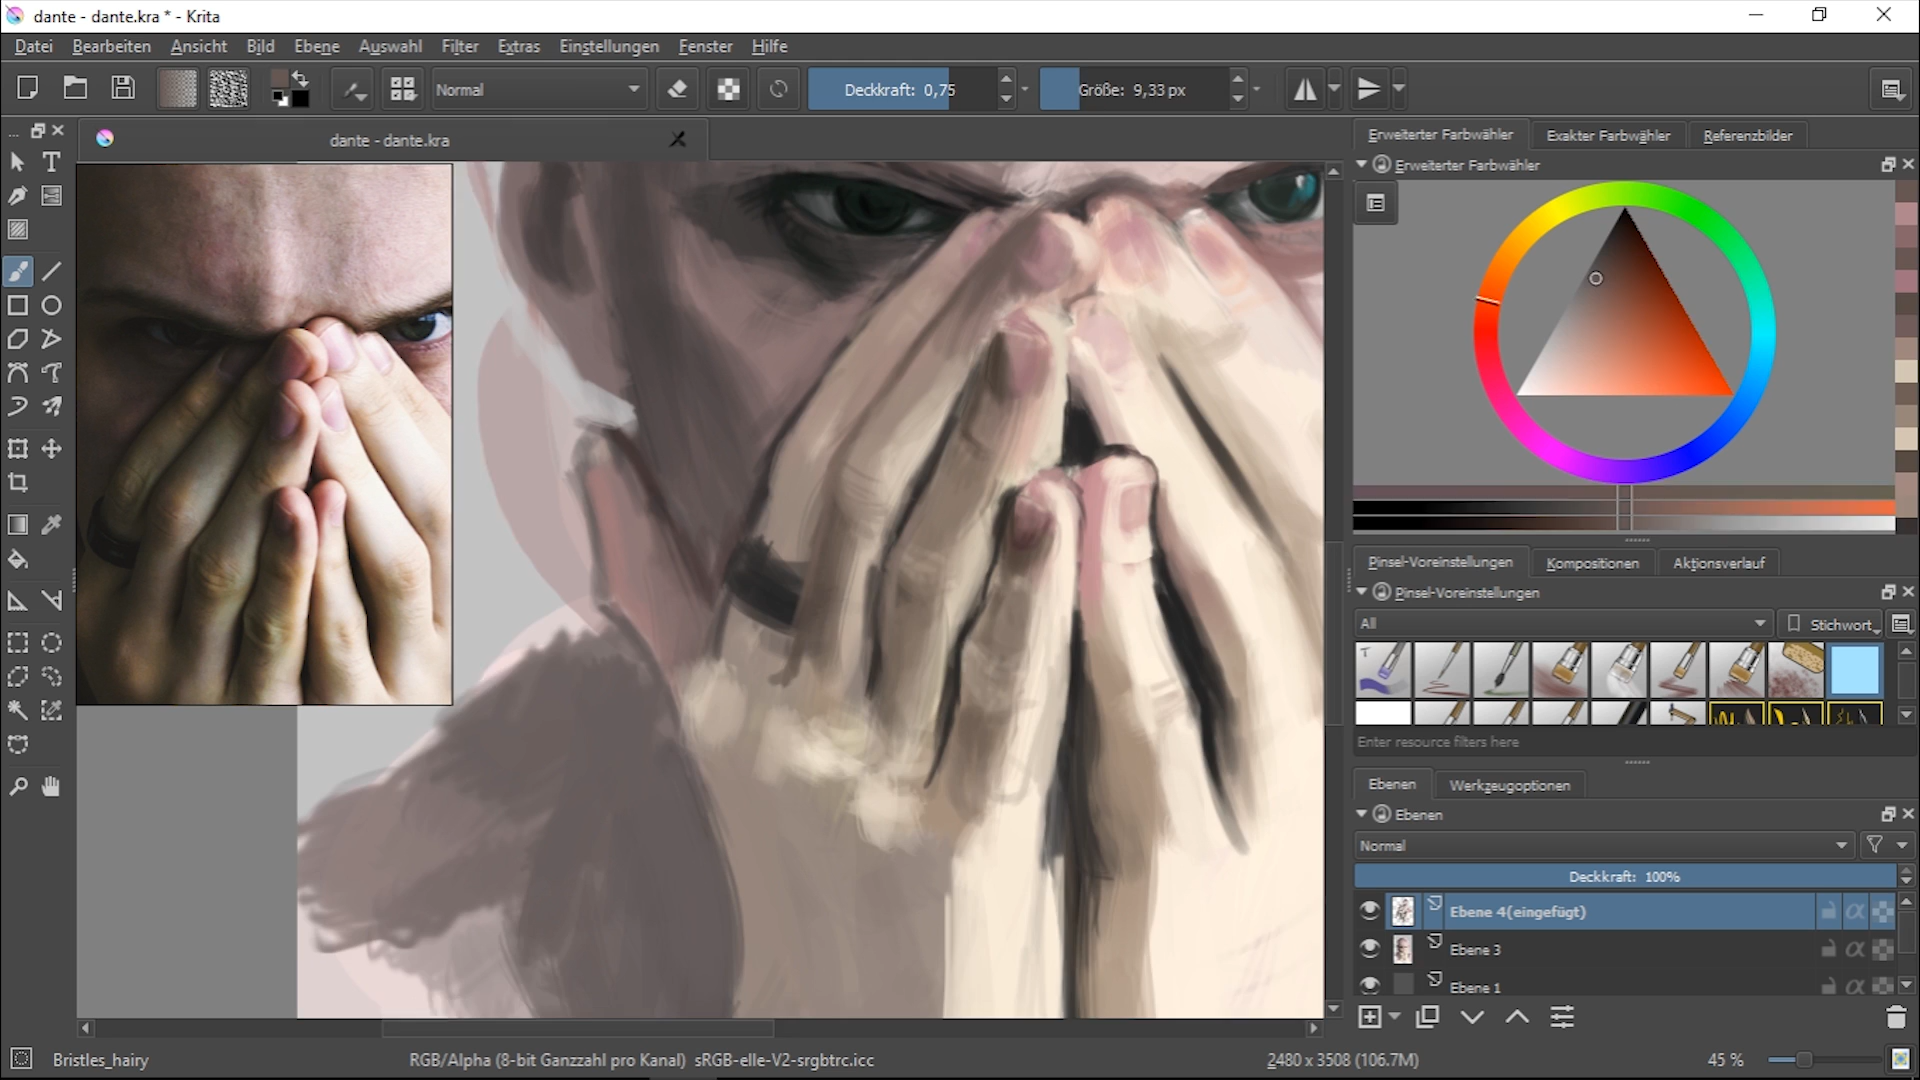 dante - dante.kra * - Krita
Datei Bearbeiten Ansicht Bild Ebene Auswahl Filter Extras Einstellungen Fenster Hilfe
Normal Deckkraft: 0,75 Größe: 9,33 px
dante - dante.kra
Erweiterter Farbwähler Exakter Farbwähler Referenzbilder
Erweiterter Farbwähler
Pinsel-Voreinstellungen Kompositionen Aktionsverlauf
Pinsel-Voreinstellungen
All Stichwort
Enter resource filters here
Ebenen Werkzeugoptionen
Ebenen
Normal
Deckkraft: 100%
Ebene 4(eingefügt)
Ebene 3
Ebene 1
Bristles_hairy RGB/Alpha (8-bit Ganzzahl pro Kanal) sRGB-elle-V2-srgbtrc.icc 2480 x 3508 (106.7M) 45 %